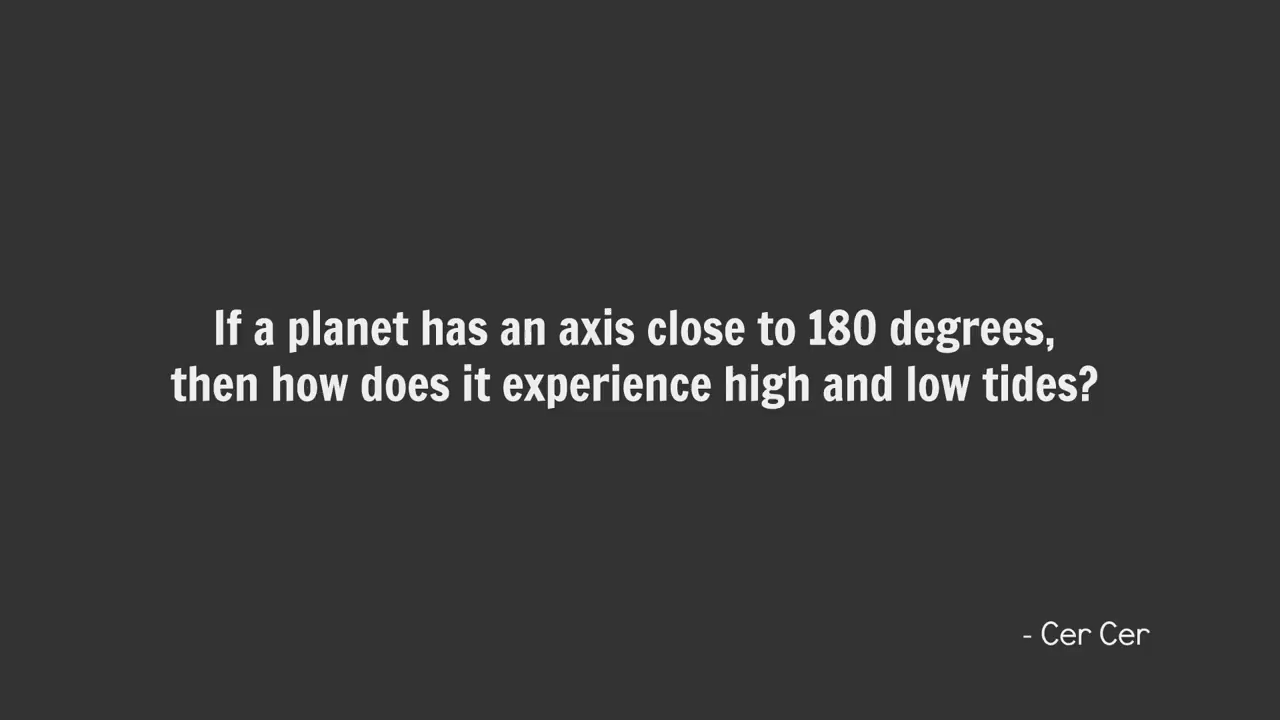 If a planet has an axis close to 180 degrees,
then how does it experience high and low tides?
- Cer Cer